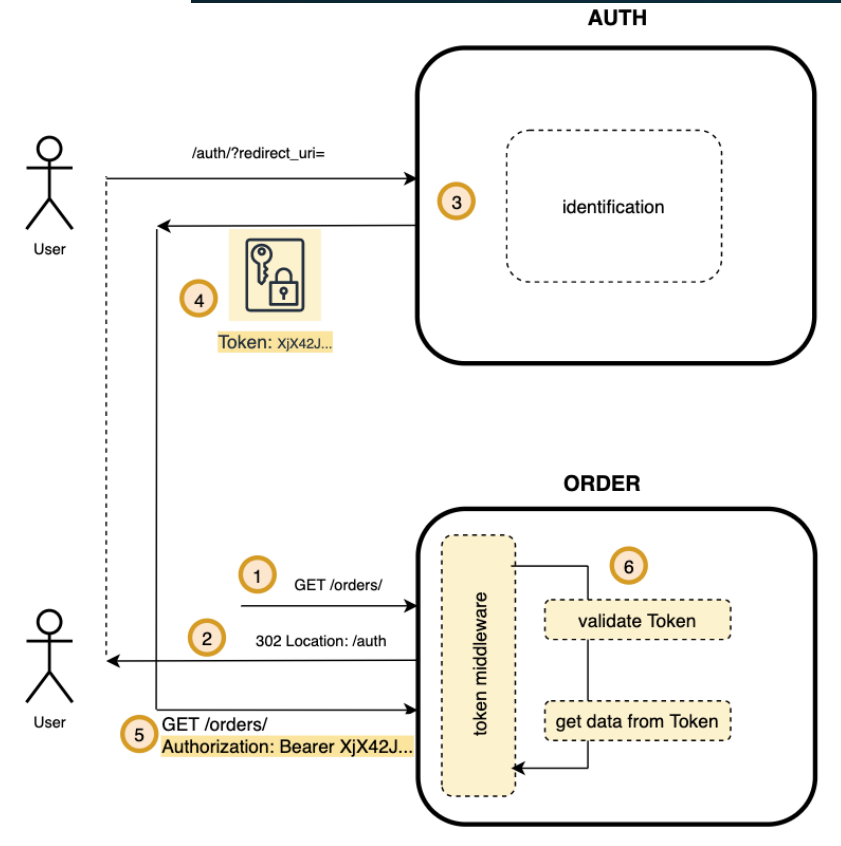 AUTH
/auth/?redirect_uri=
3
identification
User
4
Token: XjX42J...
ORDER
1
GET /orders/
6
token middleware
validate Token
2
302 Location: /auth
User
get data from Token
5
GET /orders/
Authorization: Bearer XjX42J...